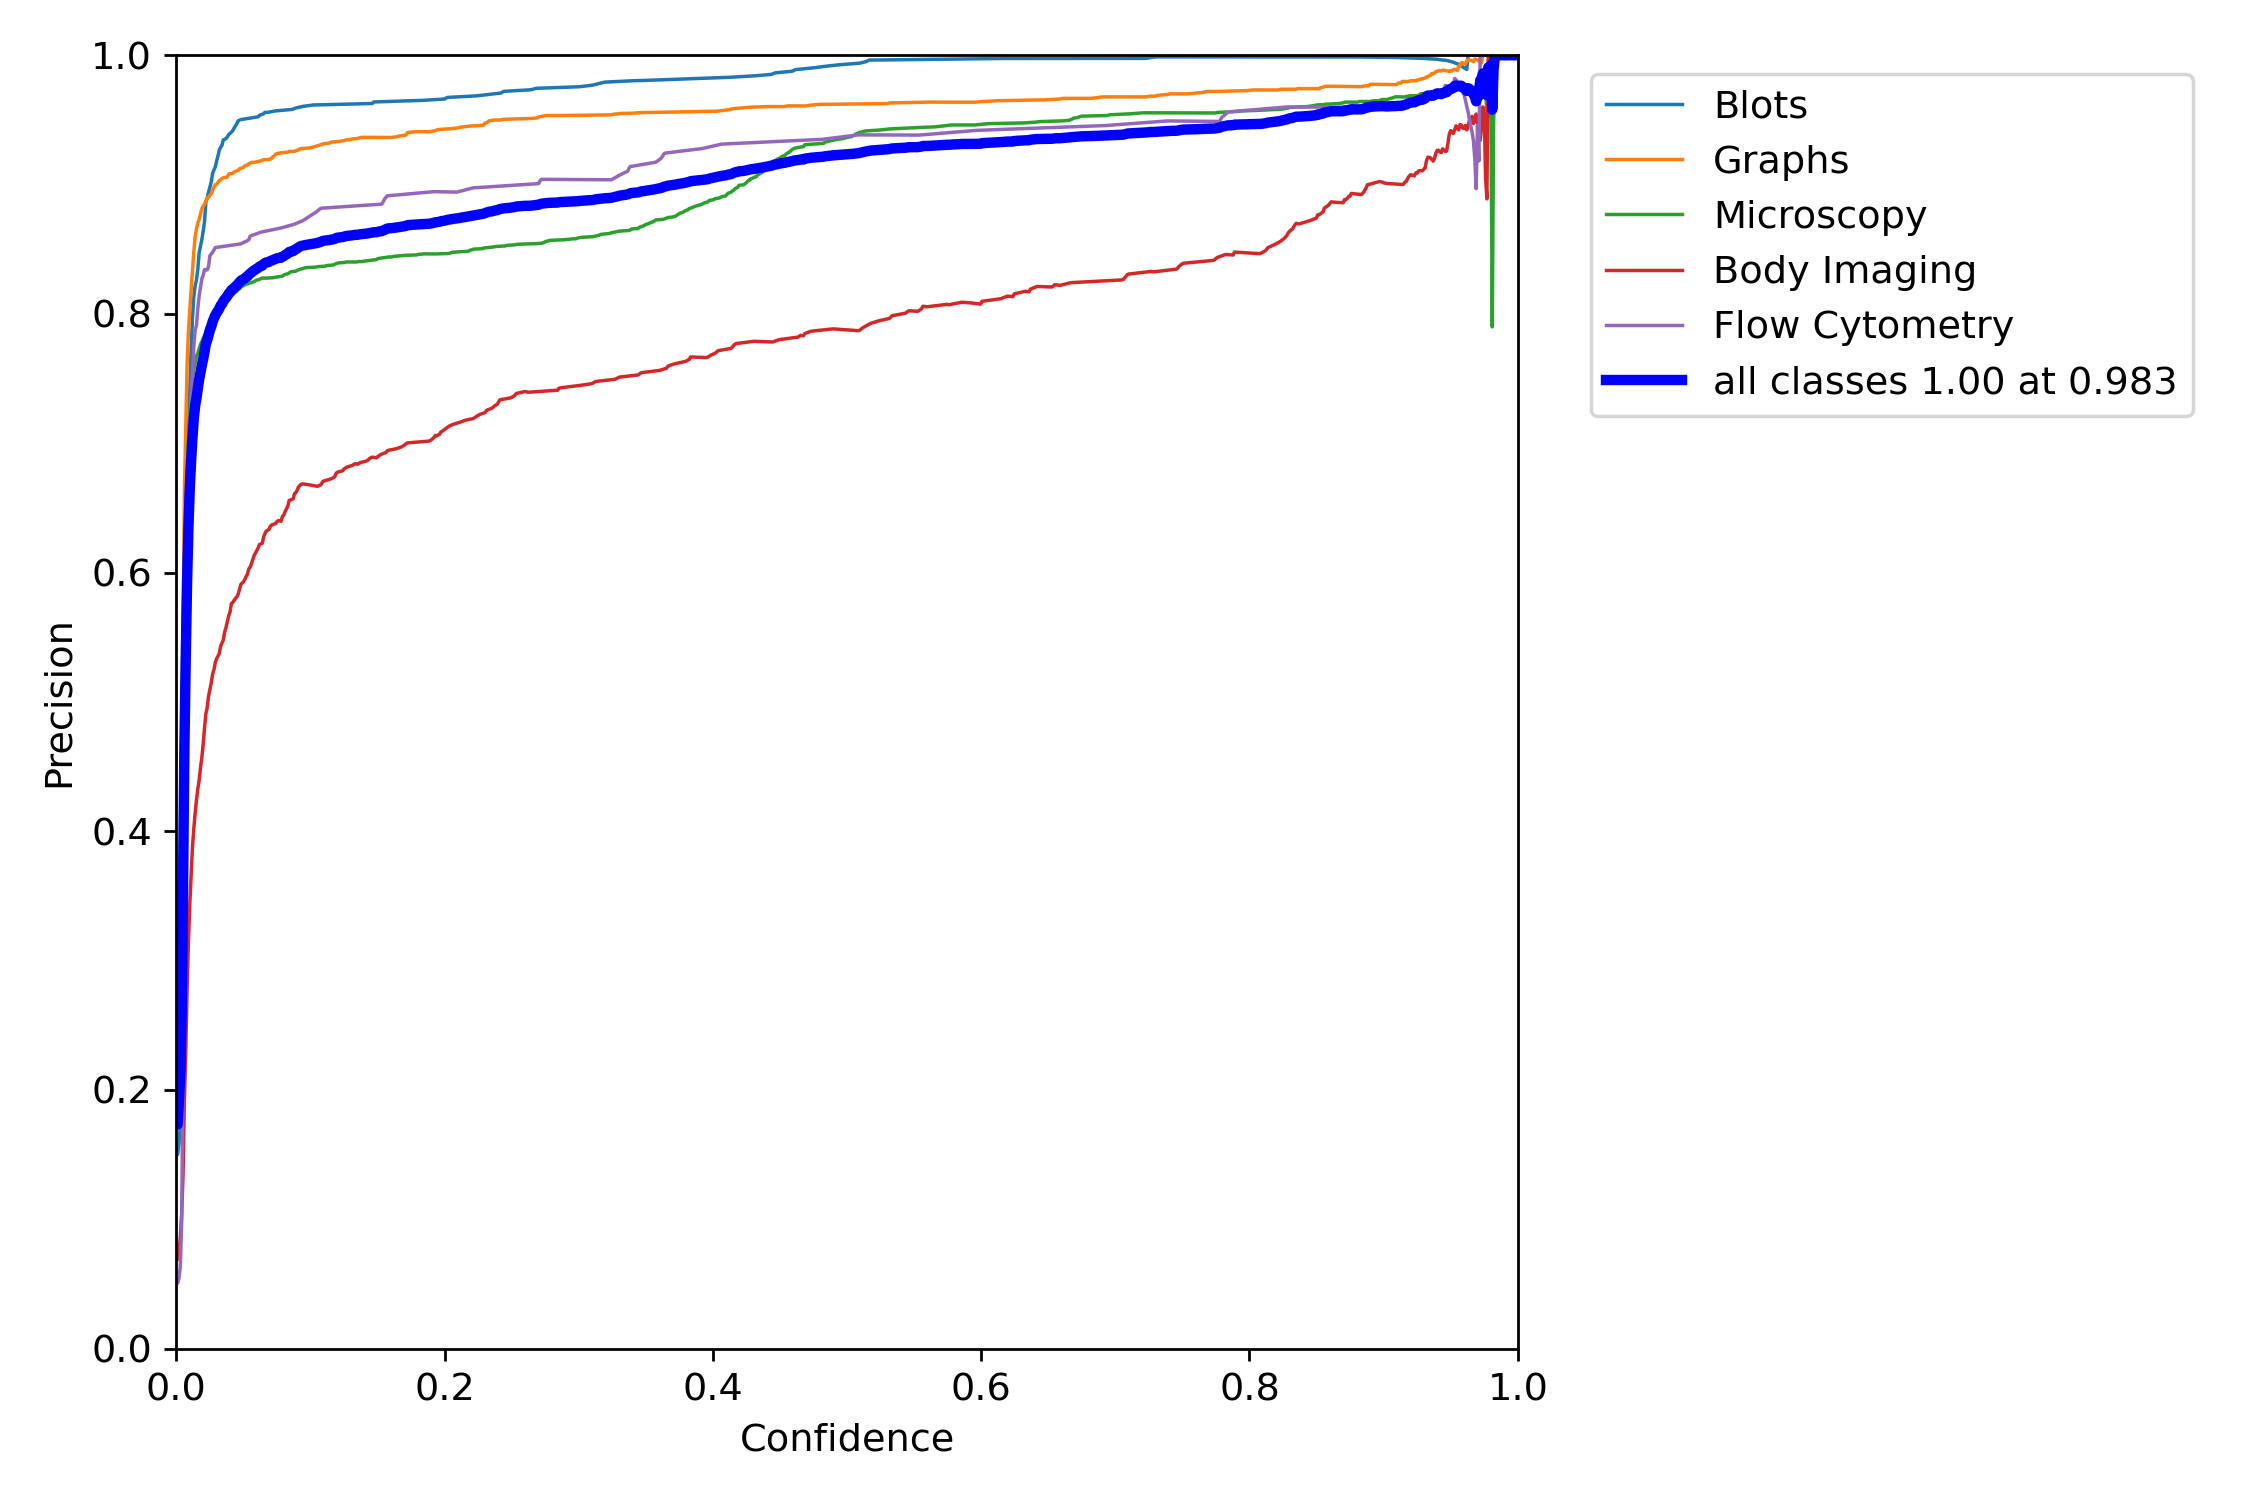 1.0
0.8
0.6
0.4
0.2
0.0
Precision
0.0 0.2 0.4 0.6 0.8 1.0
Confidence
Blots
Graphs
Microscopy
Body Imaging
Flow Cytometry
all classes 1.00 at 0.983